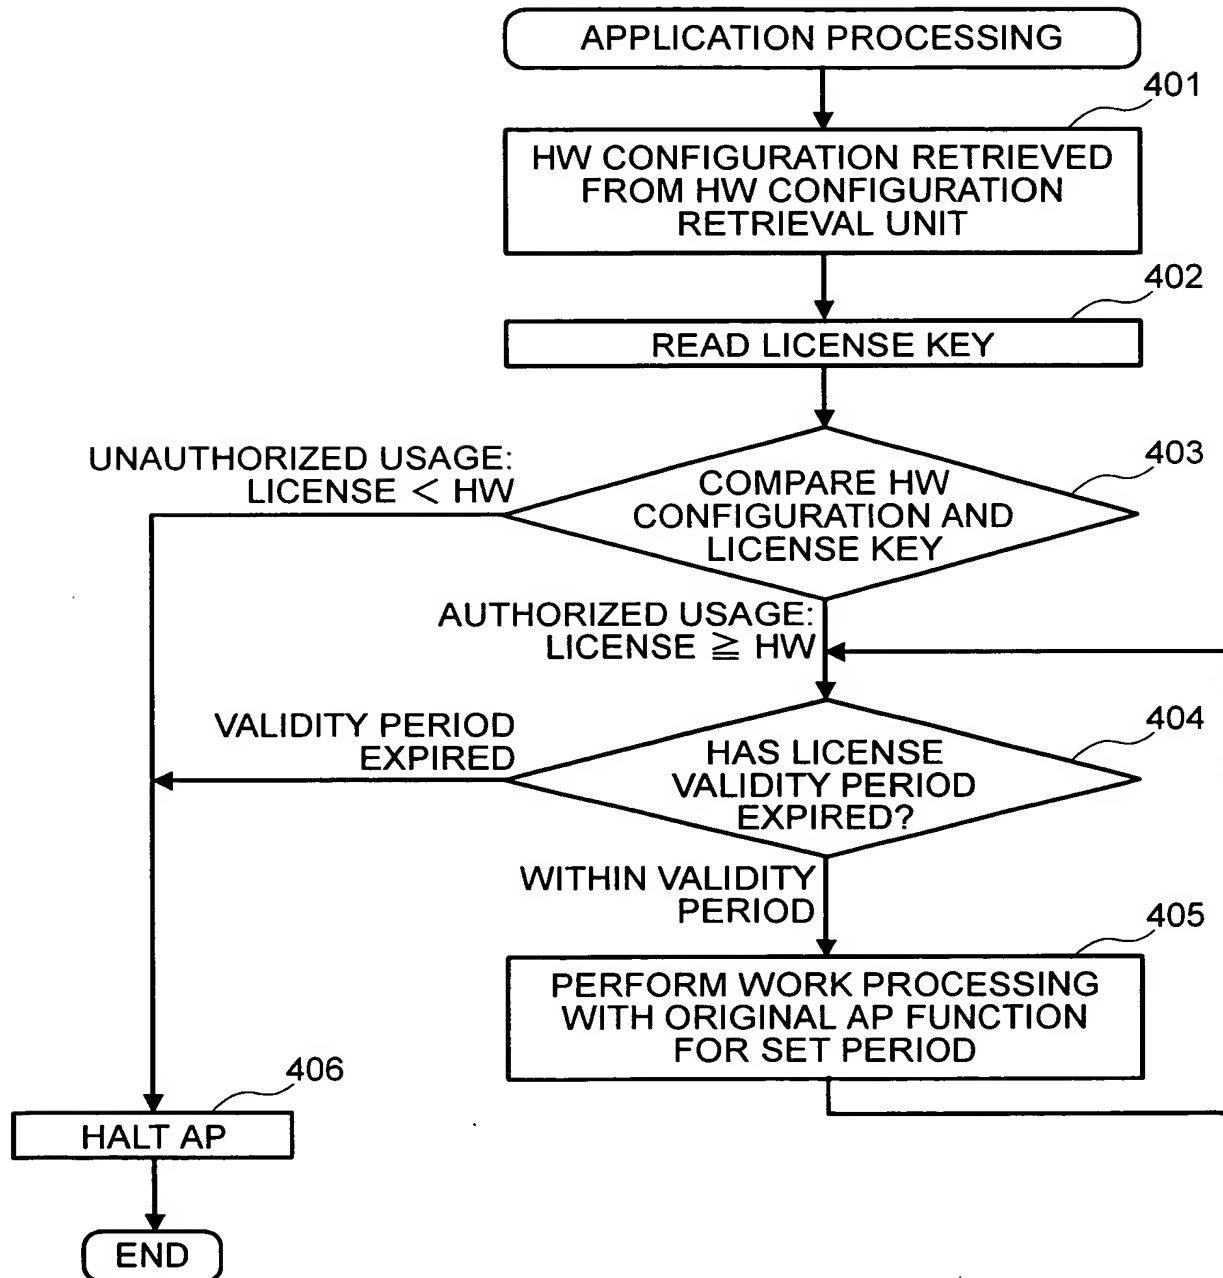 APPLICATION PROCESSING
401
HW CONFIGURATION RETRIEVED
FROM HW CONFIGURATION
RETRIEVAL UNIT
402
READ LICENSE KEY
403
COMPARE HW
CONFIGURATION AND
LICENSE KEY
UNAUTHORIZED USAGE:
LICENSE < HW
AUTHORIZED USAGE:
LICENSE ≧ HW
404
HAS LICENSE
VALIDITY PERIOD
EXPIRED?
VALIDITY PERIOD
EXPIRED
WITHIN VALIDITY
PERIOD
405
PERFORM WORK PROCESSING
WITH ORIGINAL AP FUNCTION
FOR SET PERIOD
406
HALT AP
END